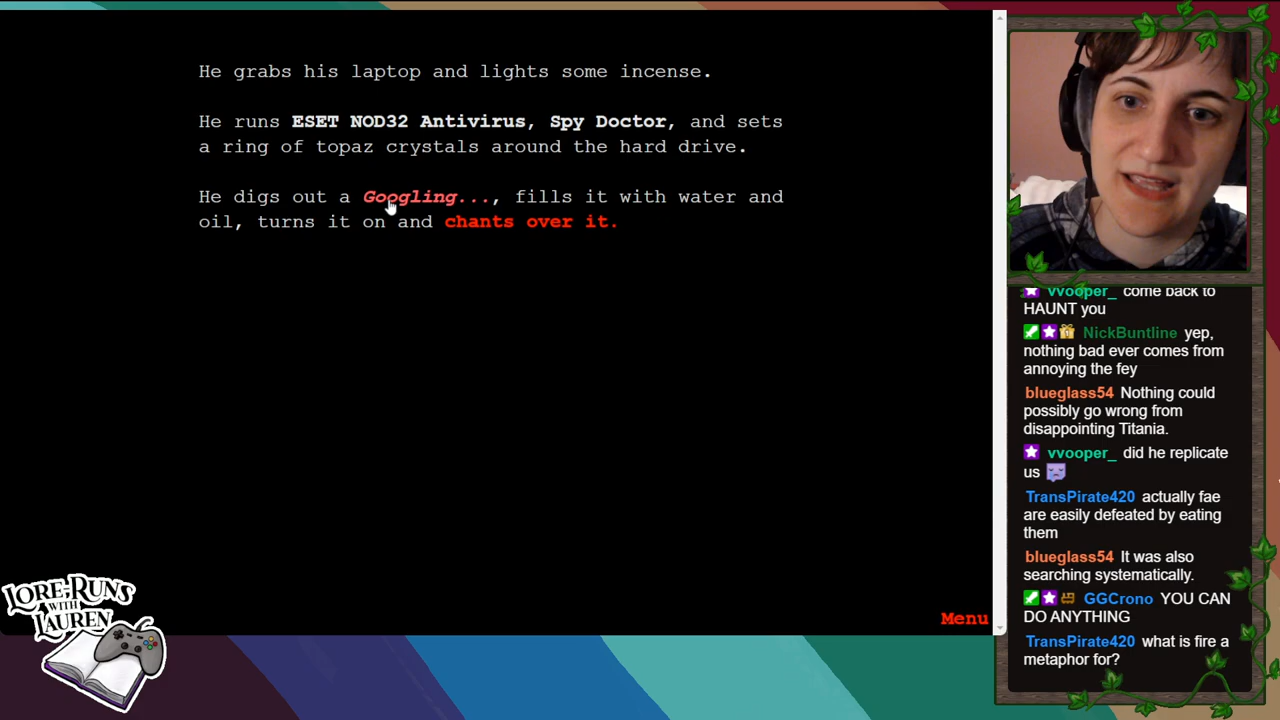 He grabs his laptop and lights some incense.
He runs ESET NOD32 Antivirus, Spy Doctor, and sets
a ring of topaz crystals around the hard drive.
He digs out a Googling..., fills it with water and
oil, turns it on and chants over it.
Menu
LORE-RUNS
WITH
LAUREN
vvooper_ come back to
HAUNT you
NickBuntline yep,
nothing bad ever comes from
annoying the fey
blueglass54 Nothing could
possibly go wrong from
disappointing Titania.
vvooper_ did he replicate
us
TransPirate420 actually fae
are easily defeated by eating
them
blueglass54 It was also
searching systematically.
GGCrono YOU CAN
DO ANYTHING
TransPirate420 what is fire a
metaphor for?